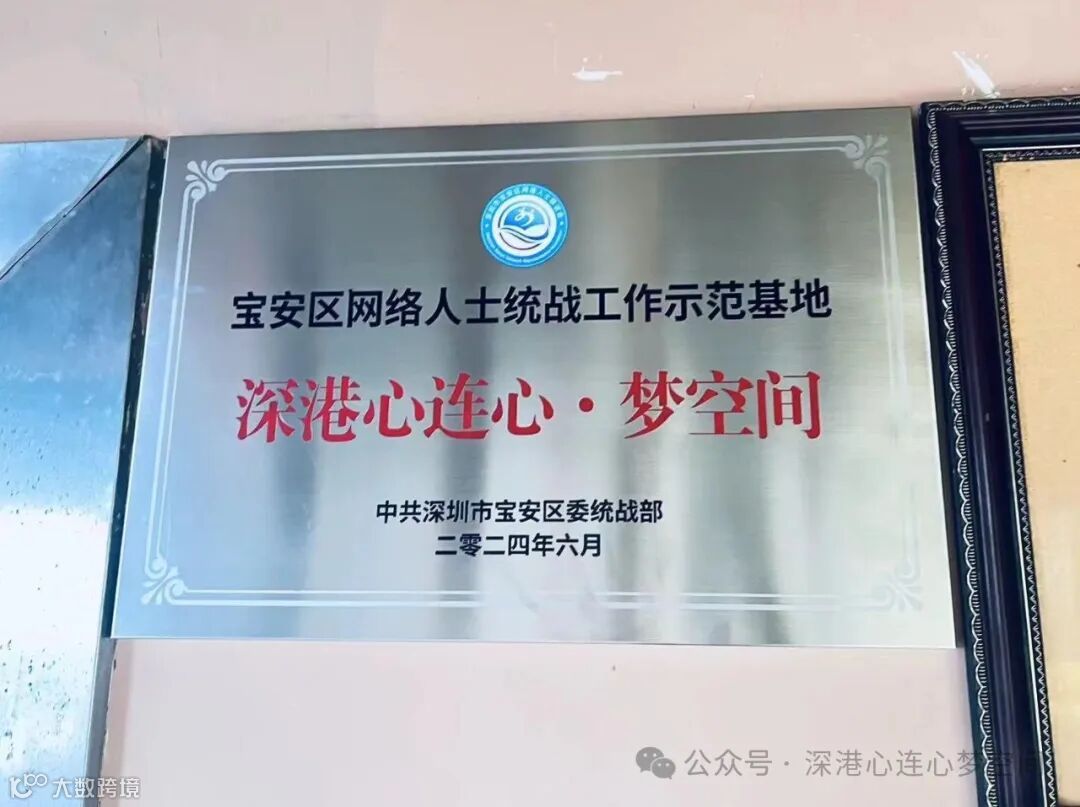 宝安区网络人士统战工作示范基地
深港心连心·梦空间
中共深圳市宝安区委统战部
二零二四年六月
公众号·深港心连心梦空间
大数跨境